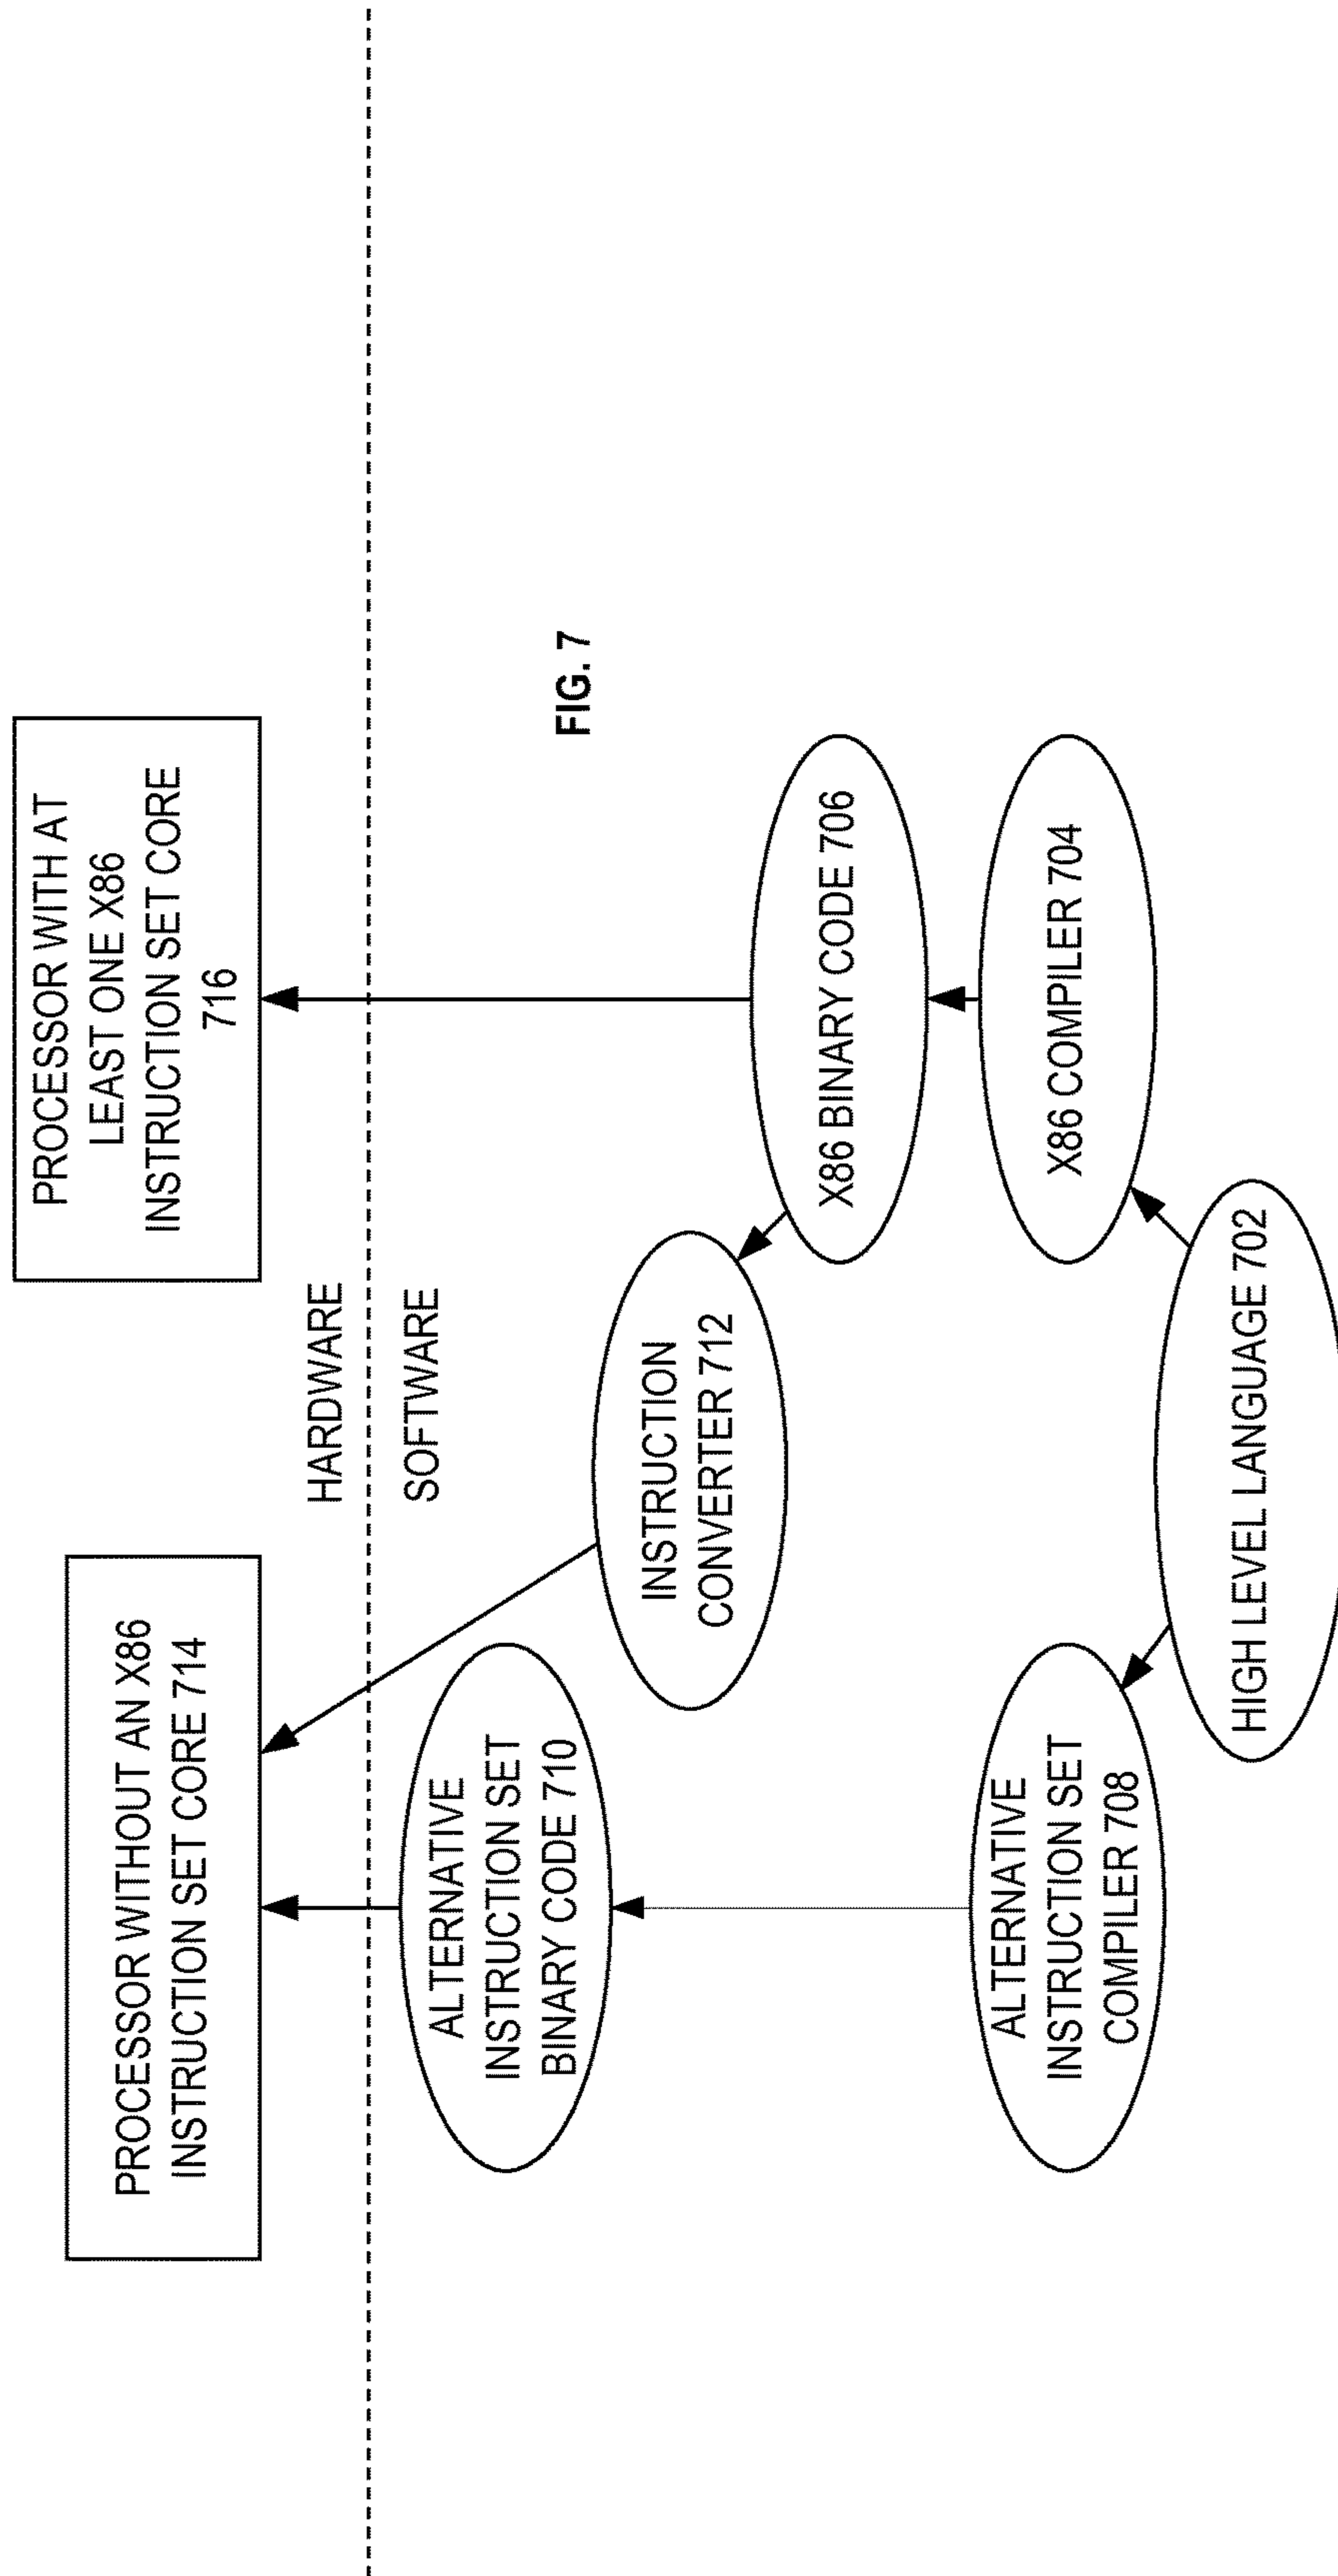 PROCESSOR WITHOUT AN X86
INSTRUCTION SET CORE 714
PROCESSOR WITH AT
LEAST ONE X86
INSTRUCTION SET CORE
716
HARDWARE
SOFTWARE
ALTERNATIVE
INSTRUCTION SET
BINARY CODE 710
FIG. 7
INSTRUCTION
CONVERTER 712
X86 BINARY CODE 706
ALTERNATIVE
INSTRUCTION SET
COMPILER 708
X86 COMPILER 704
HIGH LEVEL LANGUAGE 702